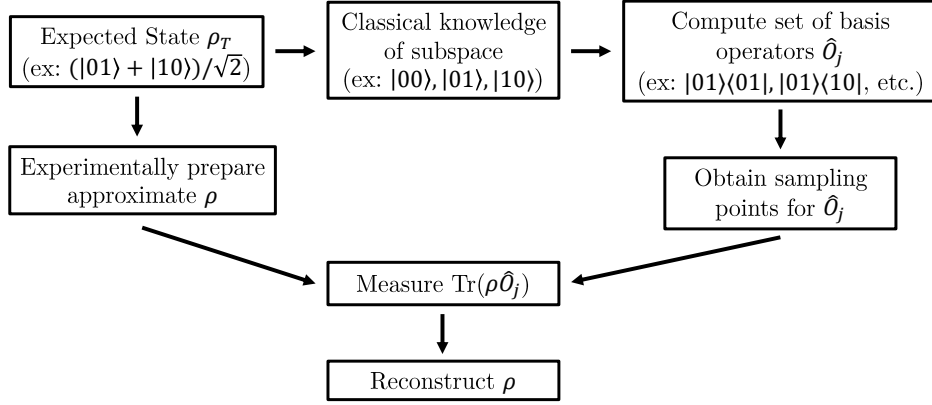 Expected State ρ_T
(ex: (|01⟩ + |10⟩)/√2)
Classical knowledge
of subspace
(ex: |00⟩, |01⟩, |10⟩)
Compute set of basis
operators Ô_j
(ex: |01⟩⟨01|, |01⟩⟨10|, etc.)
Experimentally prepare
approximate ρ
Obtain sampling
points for Ô_j
Measure Tr(ρÔ_j)
Reconstruct ρ